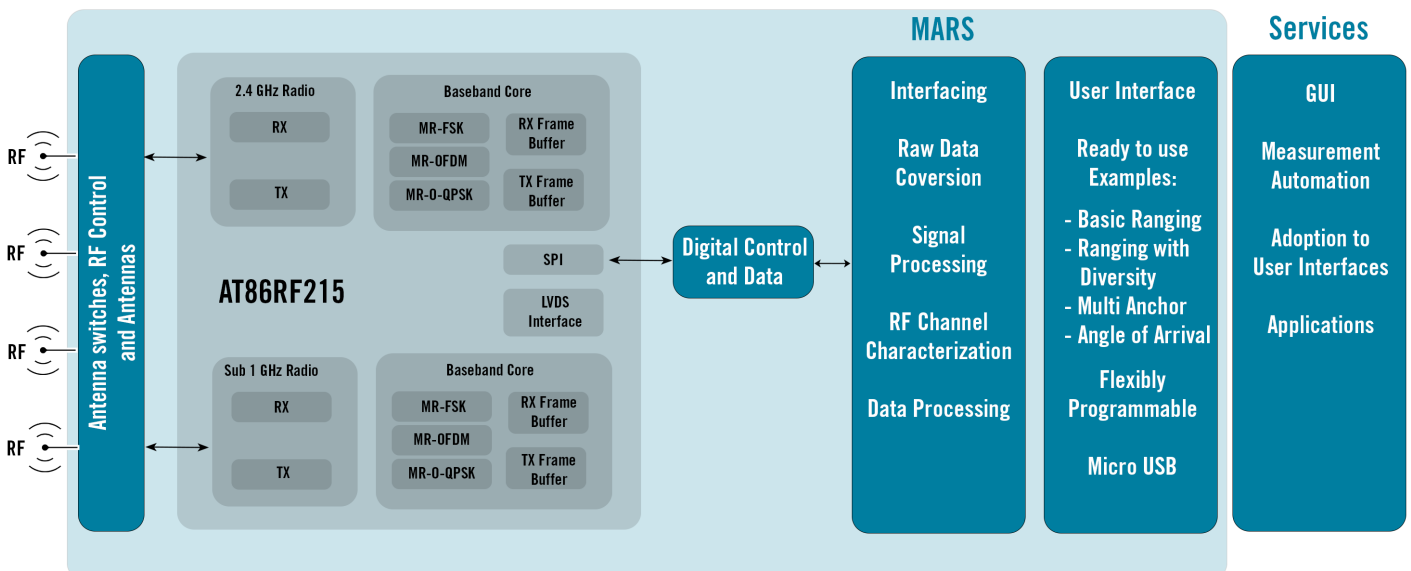 MARS
Services
RF
RF
RF
RF
Antenna switches, RF Control
and Antennas
2.4 GHz Radio
RX
TX
Baseband Core
MR-FSK
MR-OFDM
MR-O-QPSK
RX Frame
Buffer
TX Frame
Buffer
AT86RF215
SPI
LVDS
Interface
Sub 1 GHz Radio
RX
TX
Baseband Core
MR-FSK
MR-OFDM
MR-O-QPSK
RX Frame
Buffer
TX Frame
Buffer
Digital Control
and Data
Interfacing
Raw Data
Coversion
Signal
Processing
RF Channel
Characterization
Data Processing
User Interface
Ready to use
Examples:
- Basic Ranging
- Ranging with
Diversity
- Multi Anchor
- Angle of Arrival
Flexibly
Programmable
Micro USB
GUI
Measurement
Automation
Adoption to
User Interfaces
Applications